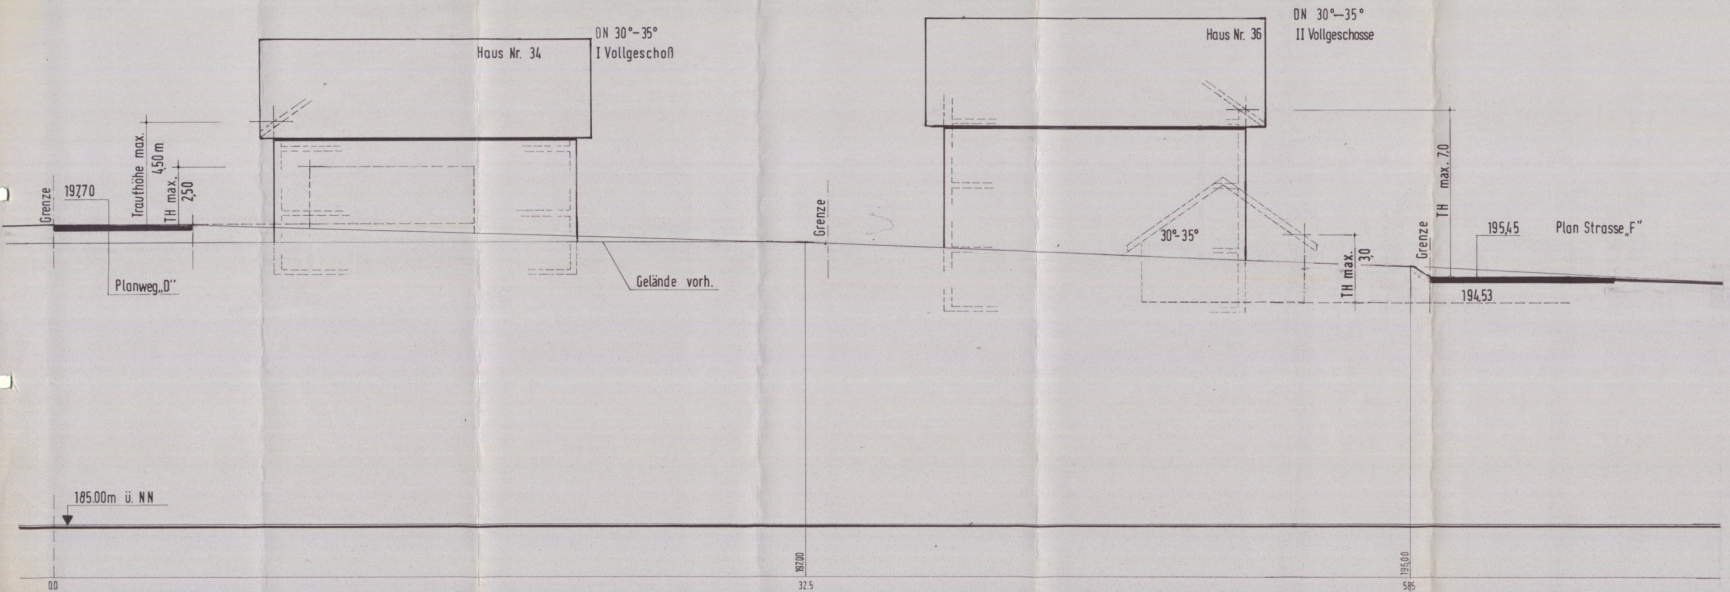 Haus Nr. 34
DN 30°-35°
I Vollgeschoß
Haus Nr. 36
DN 30°-35°
II Vollgeschosse
Grenze
197,70
Planweg„D"
Trauthöhe max.
4,50 m
TH max.
2,50
Gelände vorh.
Grenze
30°-35°
TH max.
3,0
Grenze
TH max. 7,0
195,45
Plan Strasse„F"
194,53
185.00m ü. NN
0.0
197.00
32.5
58.5